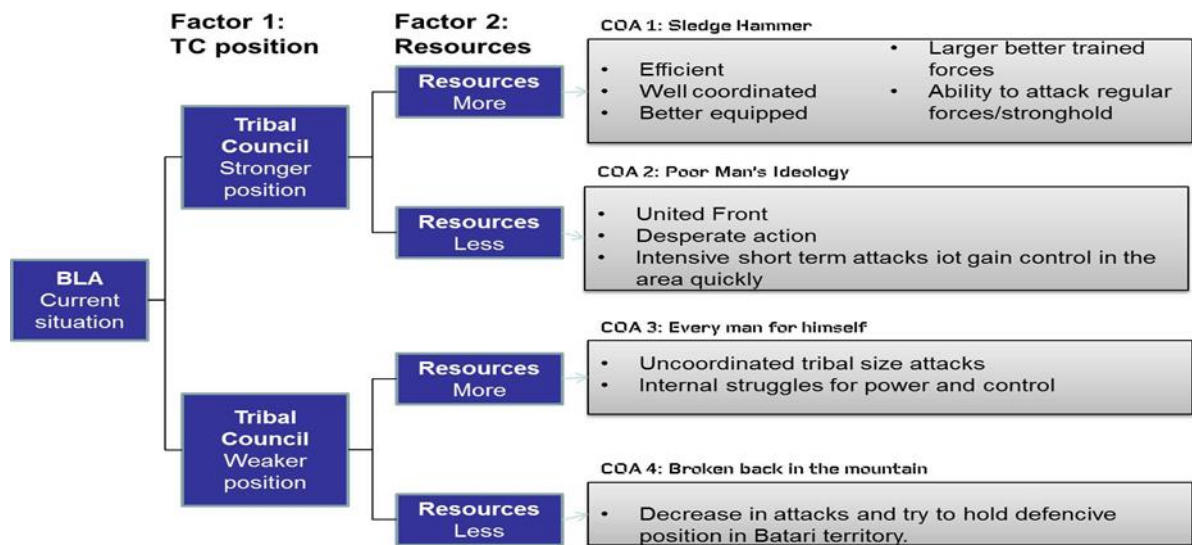 Factor 1:
TC position
Factor 2:
Resources
BLA
Current
situation
Tribal
Council
Stronger
position
Tribal
Council
Weaker
position
Resources
More
Resources
Less
Resources
More
Resources
Less
COA 1: Sledge Hammer
• Efficient
• Well coordinated
• Better equipped
• Larger better trained
forces
• Ability to attack regular
forces/stronghold
COA 2: Poor Man's Ideology
• United Front
• Desperate action
• Intensive short term attacks iot gain control in the
area quickly
COA 3: Every man for himself
• Uncoordinated tribal size attacks
• Internal struggles for power and control
COA 4: Broken back in the mountain
• Decrease in attacks and try to hold defencive
position in Batari territory.